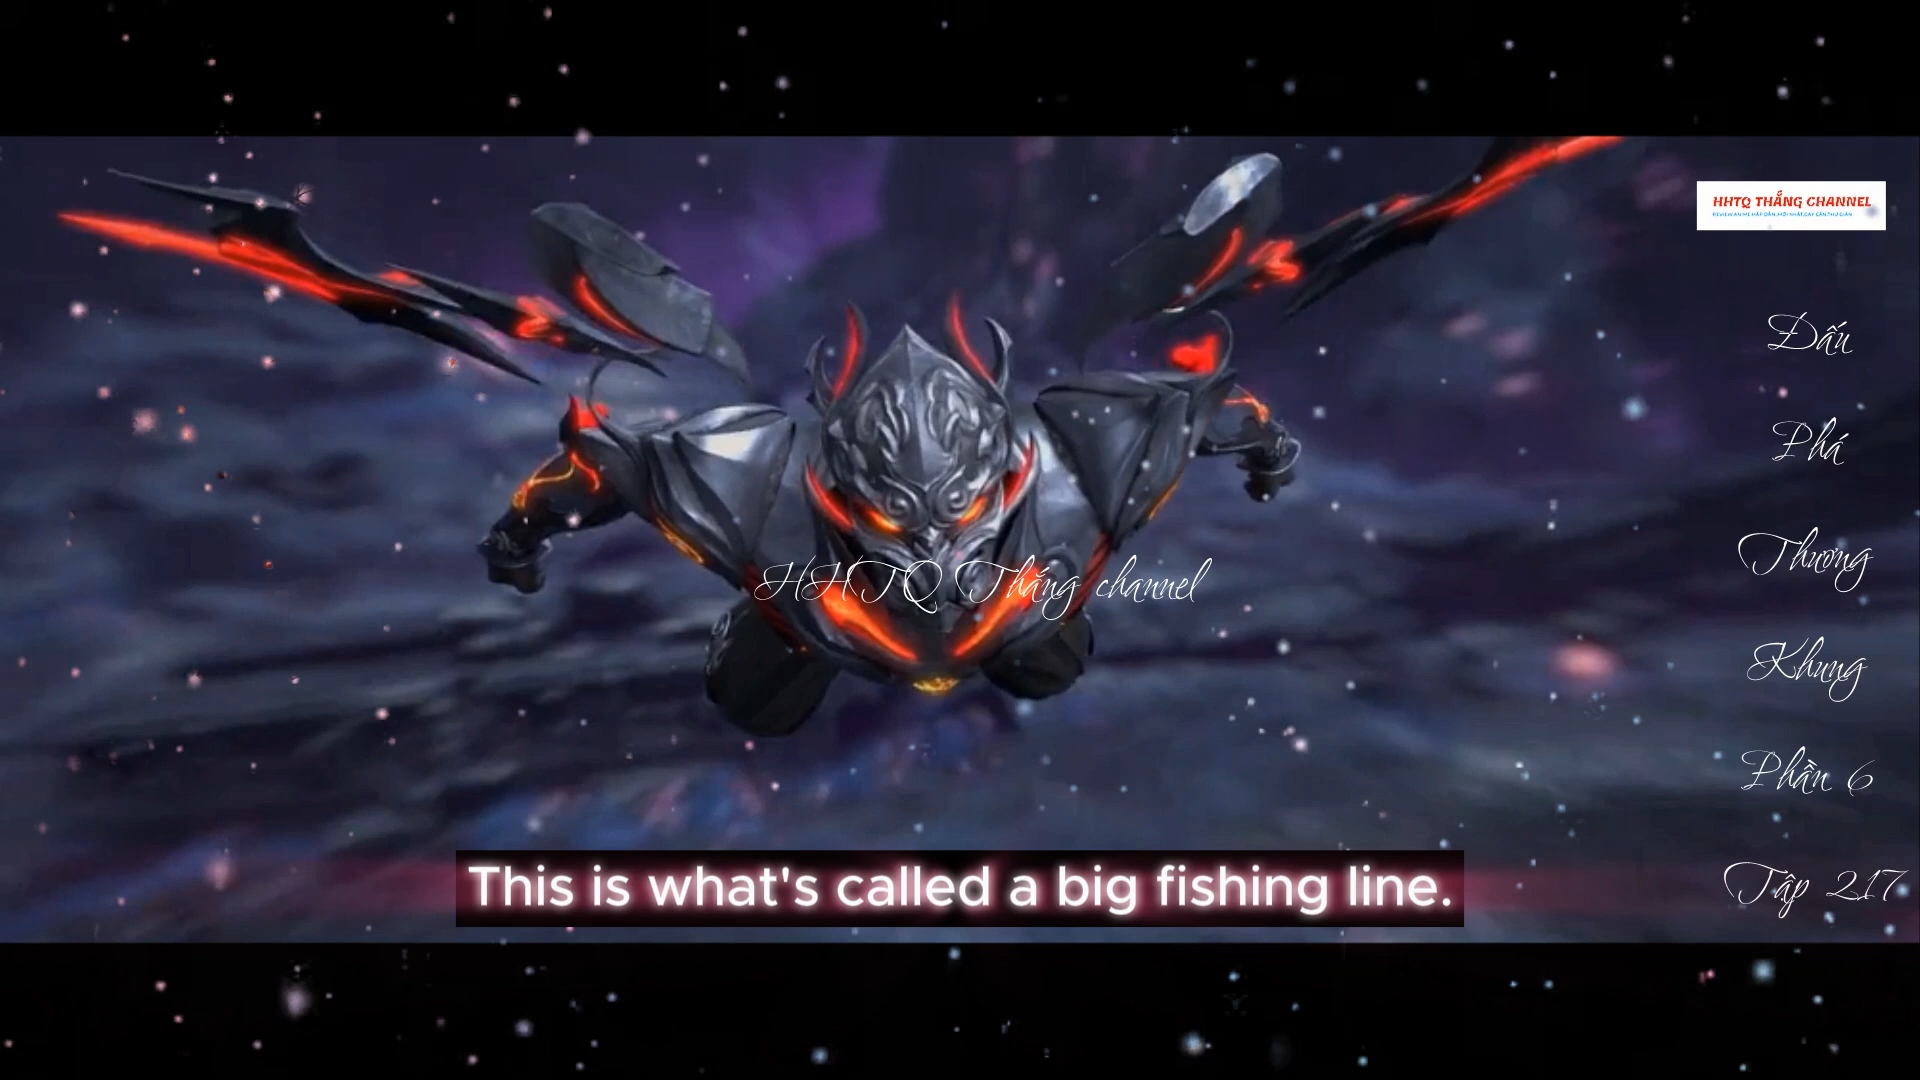 HHTQ THẮNG CHANNEL
Đấu
Phá
Thương
Khung
Phần 6
Tập 217
HHTQ Thắng channel
This is what's called a big fishing line.